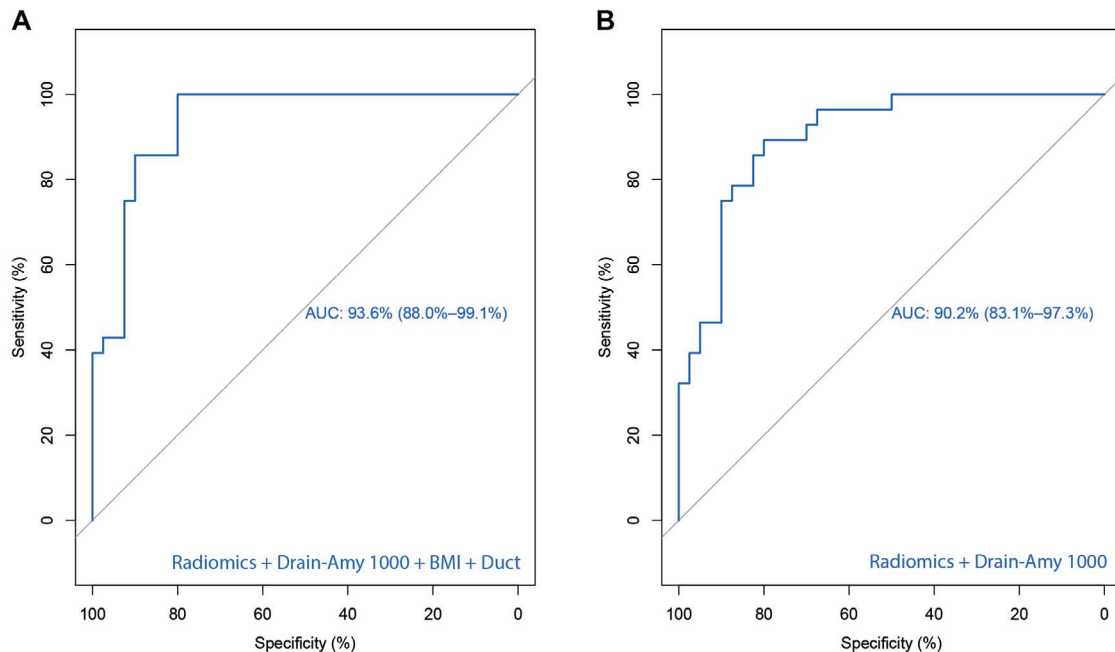 A
100
80
60
40
20
0
Sensitivity (%)
AUC: 93.6% (88.0%–99.1%)
Radiomics + Drain-Amy 1000 + BMI + Duct
100 80 60 40 20 0
Specificity (%)
B
100
80
60
40
20
0
Sensitivity (%)
AUC: 90.2% (83.1%–97.3%)
Radiomics + Drain-Amy 1000
100 80 60 40 20 0
Specificity (%)